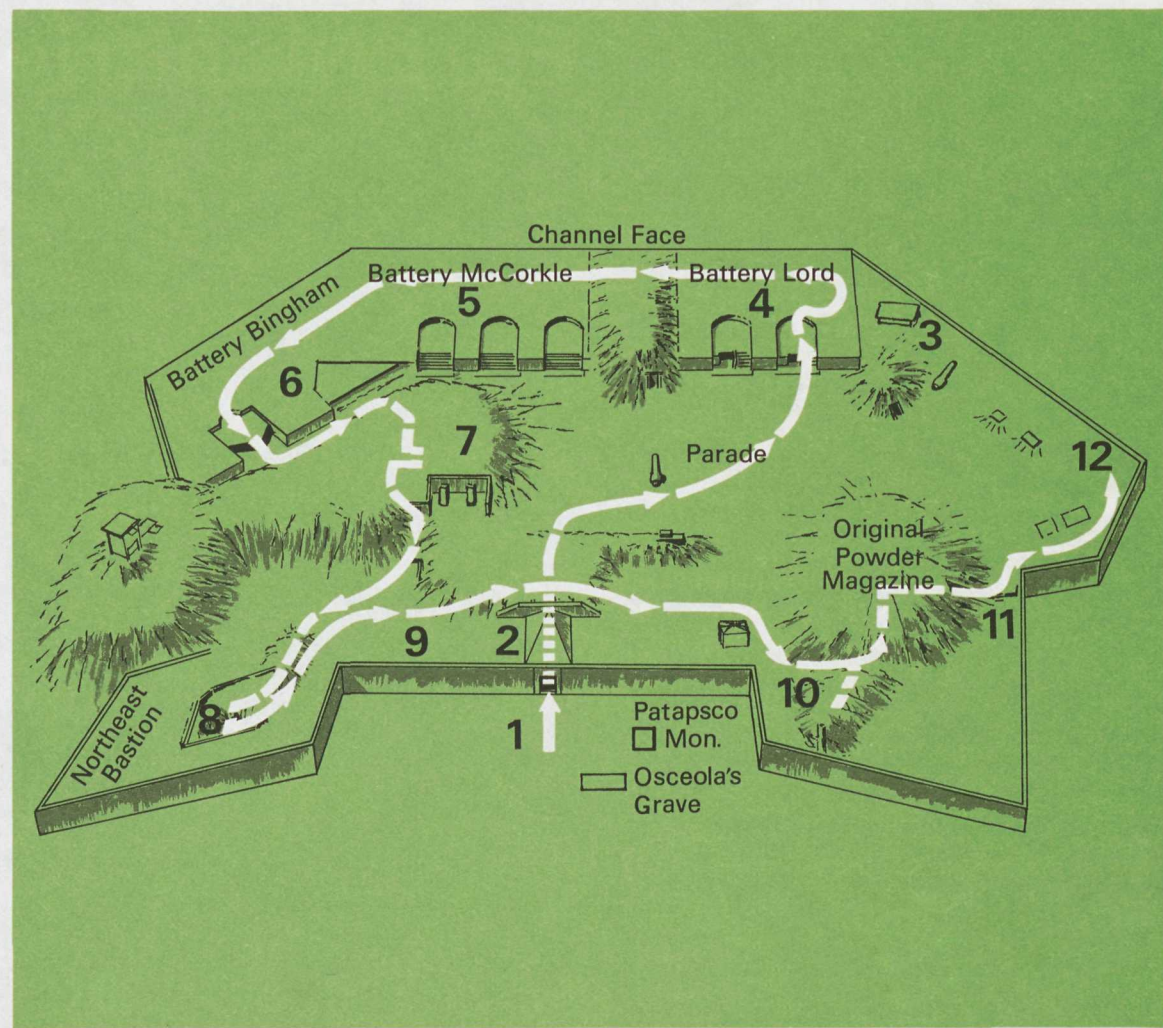 Channel Face
Battery McCorkle
Battery Lord
5
4
3
Battery Bingham
6
7
Parade
12
Original
Powder
Magazine
11
9
2
10
8
Northeast
Bastion
1
Patapsco
Mon.
Osceola's
Grave